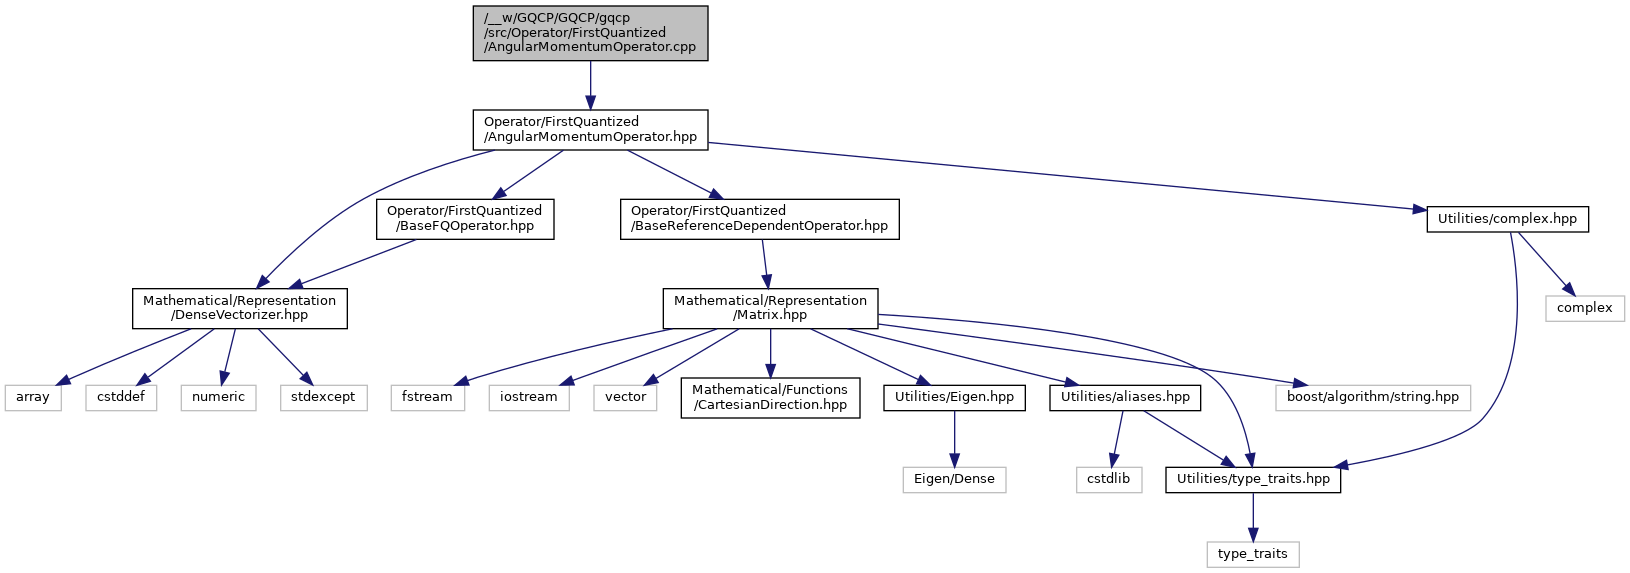 /__w/GQCP/GQCP/gqcp
/src/Operator/FirstQuantized
/AngularMomentumOperator.cpp
Operator/FirstQuantized
/AngularMomentumOperator.hpp
Operator/FirstQuantized
/BaseFQOperator.hpp
Operator/FirstQuantized
/BaseReferenceDependentOperator.hpp
Utilities/complex.hpp
Mathematical/Representation
/DenseVectorizer.hpp
Mathematical/Representation
/Matrix.hpp
complex
array
cstddef
numeric
stdexcept
fstream
iostream
vector
Mathematical/Functions
/CartesianDirection.hpp
Utilities/Eigen.hpp
Utilities/aliases.hpp
boost/algorithm/string.hpp
Eigen/Dense
cstdlib
Utilities/type_traits.hpp
type_traits